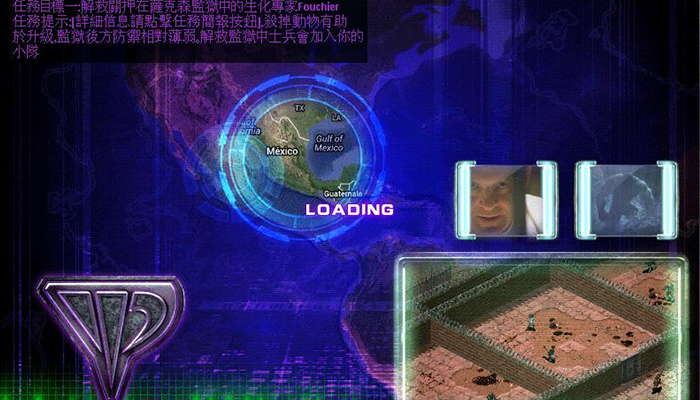 任務目標一:解救關押在薩克森監獄中的生化專家Fouchier
任務提示:[詳細信息請點擊任務簡報按鈕].殺掉動物有助
於升級,監獄後方防禦相對薄弱,解救監獄中士兵會加入你的
小隊
TX
LA
of
ornia
Gulf of
Mexico
México
Guatemala
LOADING